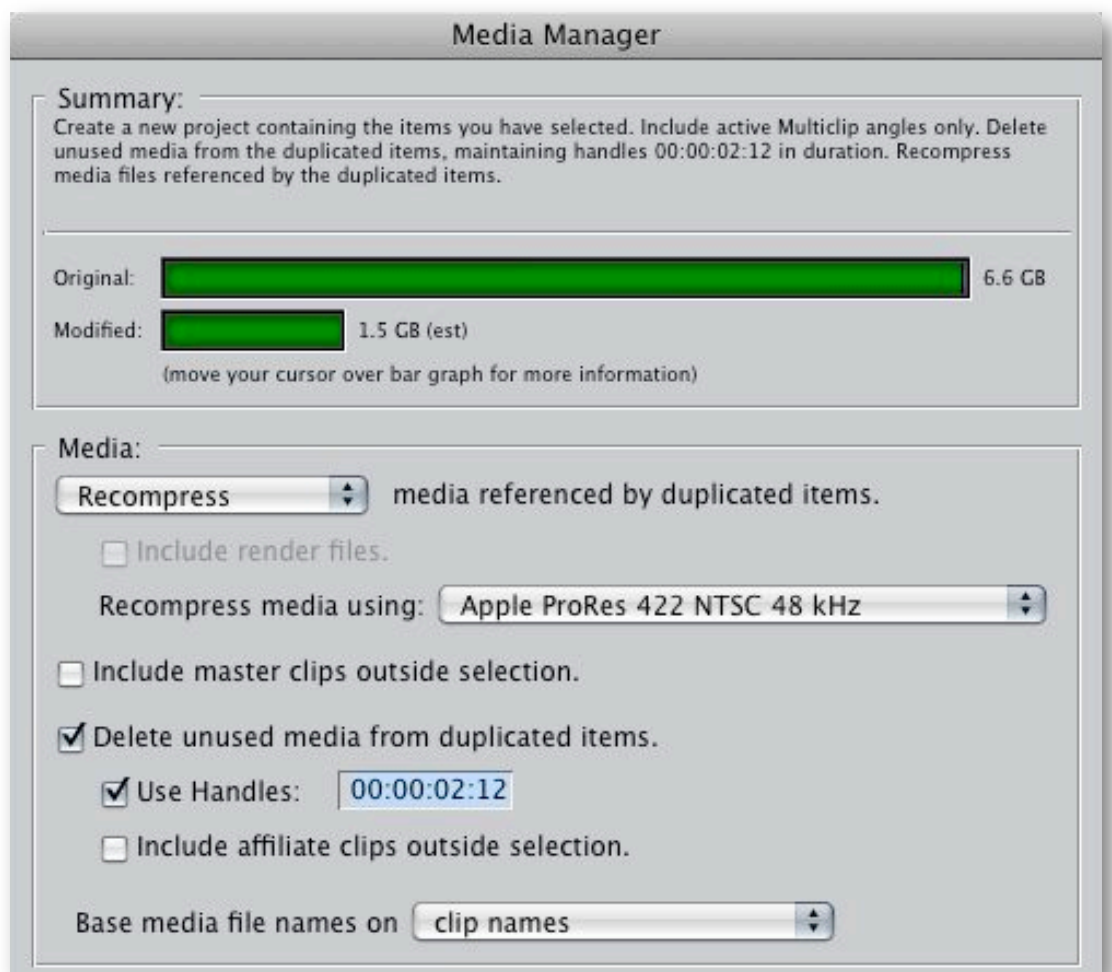 Media Manager
Summary:
Create a new project containing the items you have selected. Include active Multiclip angles only. Delete
unused media from the duplicated items, maintaining handles 00:00:02:12 in duration. Recompress
media files referenced by the duplicated items.
Original: 6.6 GB
Modified: 1.5 GB (est)
(move your cursor over bar graph for more information)
Media:
Recompress media referenced by duplicated items.
Include render files.
Recompress media using: Apple ProRes 422 NTSC 48 kHz
Include master clips outside selection.
Delete unused media from duplicated items.
Use Handles: 00:00:02:12
Include affiliate clips outside selection.
Base media file names on clip names